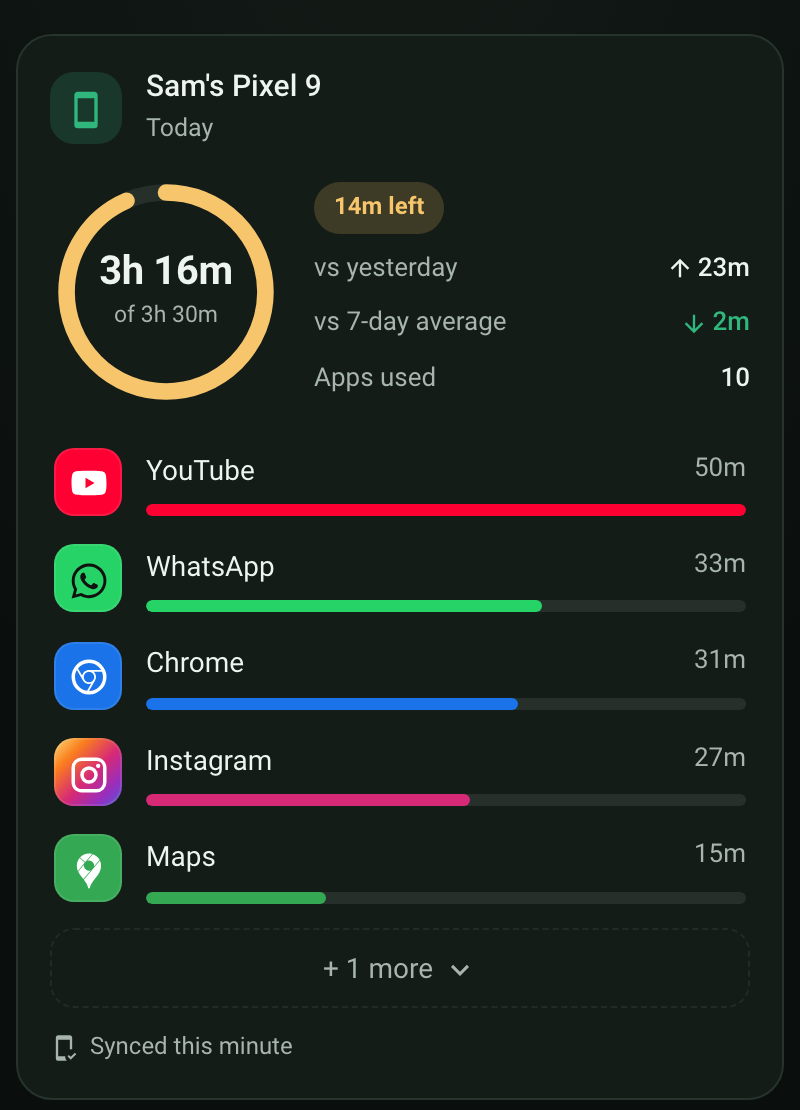 Sam's Pixel 9
Today
3h 16m
of 3h 30m
14m left
vs yesterday ↑ 23m
vs 7-day average ↓ 2m
Apps used 10
YouTube 50m
WhatsApp 33m
Chrome 31m
Instagram 27m
Maps 15m
+ 1 more
Synced this minute